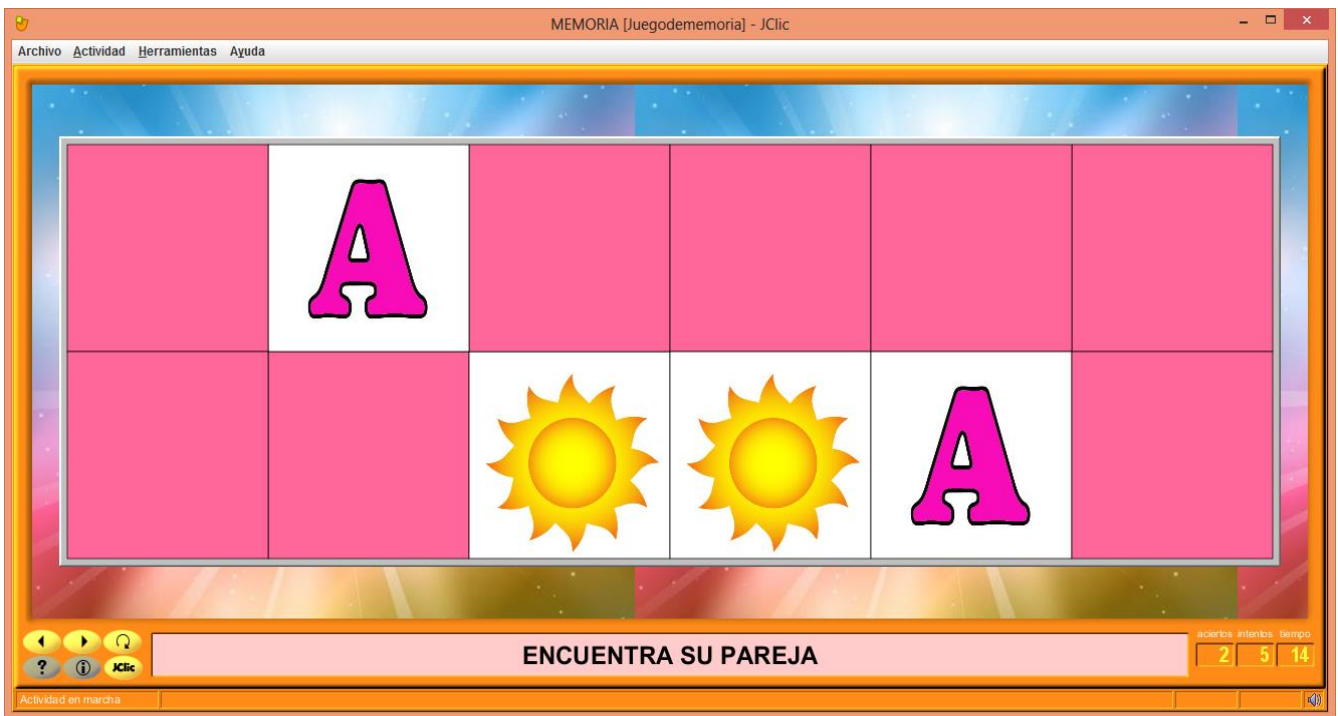 MEMORIA [Juegodememoria] - JClic
Archivo Actividad Herramientas Ayuda
A
A
ENCUENTRA SU PAREJA
aciertos intentos tiempo
2 5 14
? i JClic
Actividad en marcha